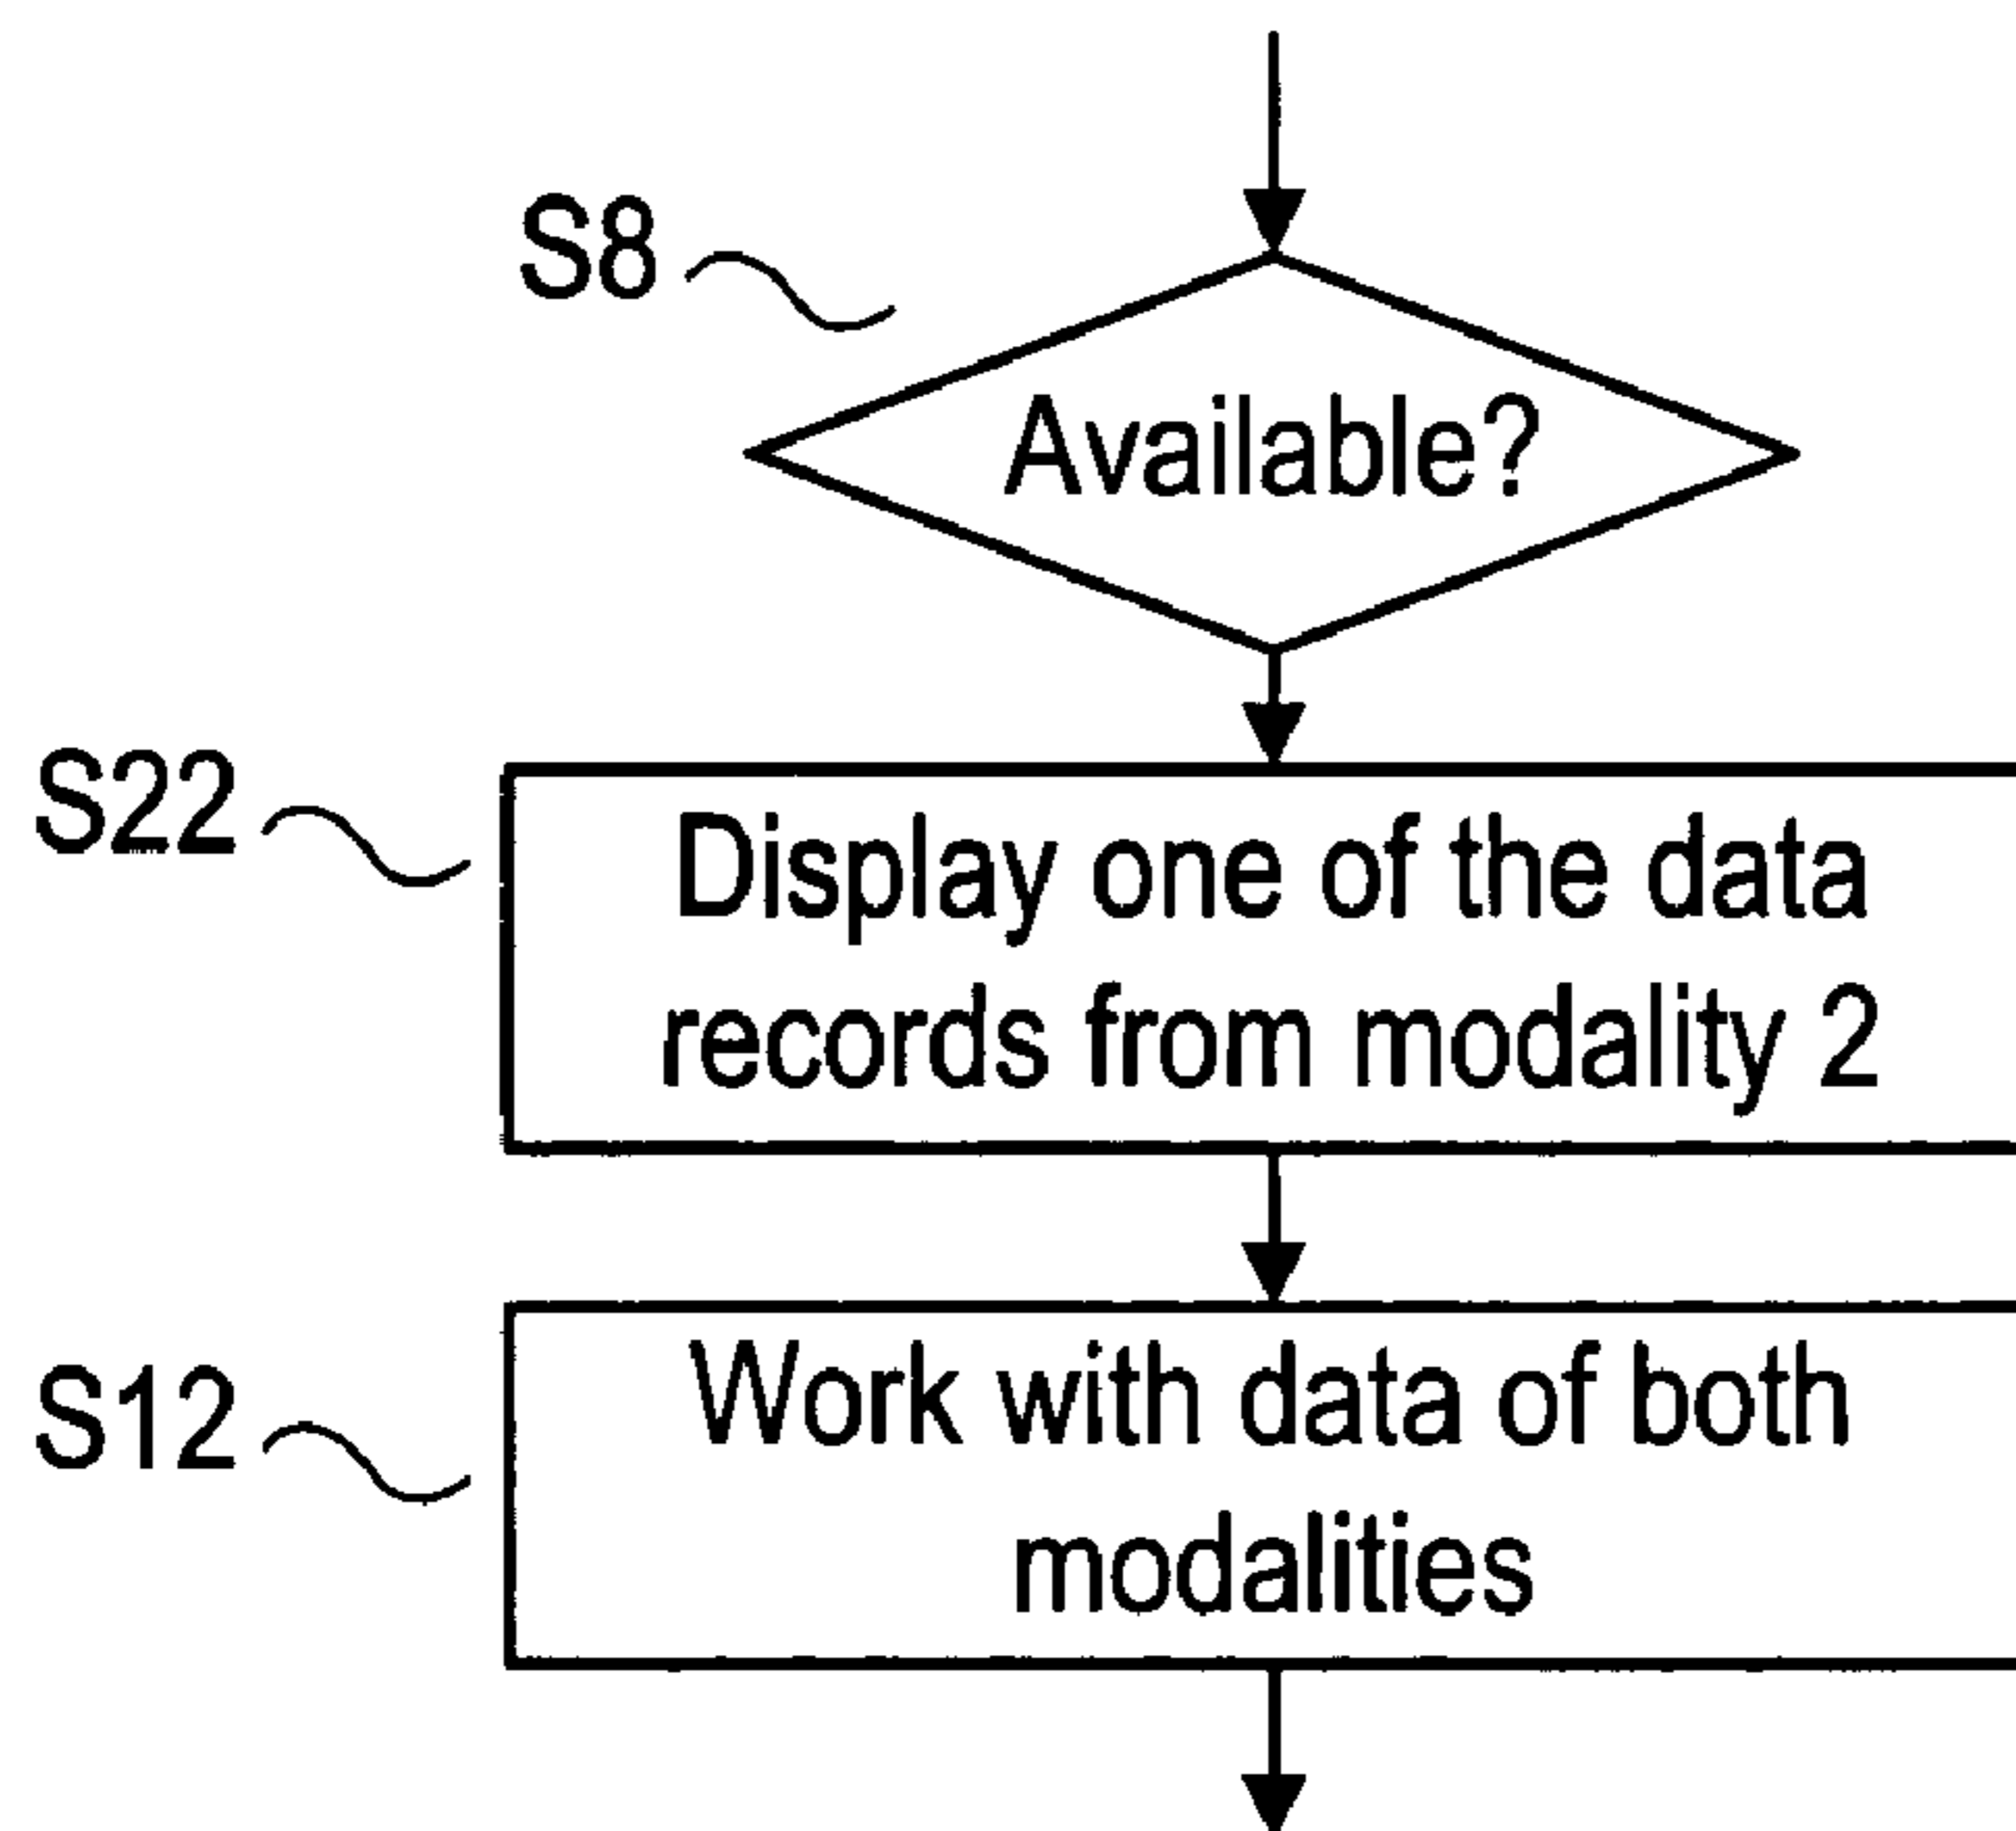 S8
Available?
S22
Display one of the data
records from modality 2
S12
Work with data of both
modalities